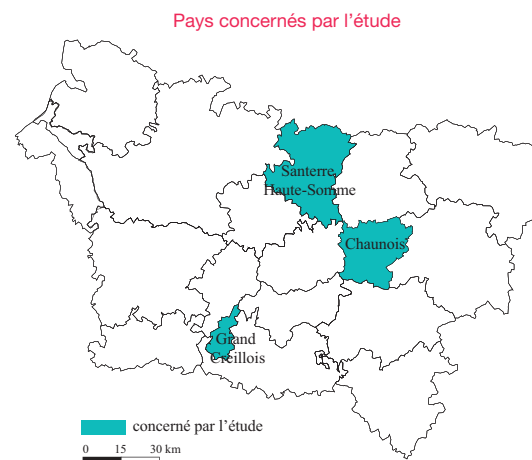 Pays concernés par l'étude
Santerre
Haute-Somme
Chaunois
Grand
Creillois
concerné par l'étude
0 15 30 km